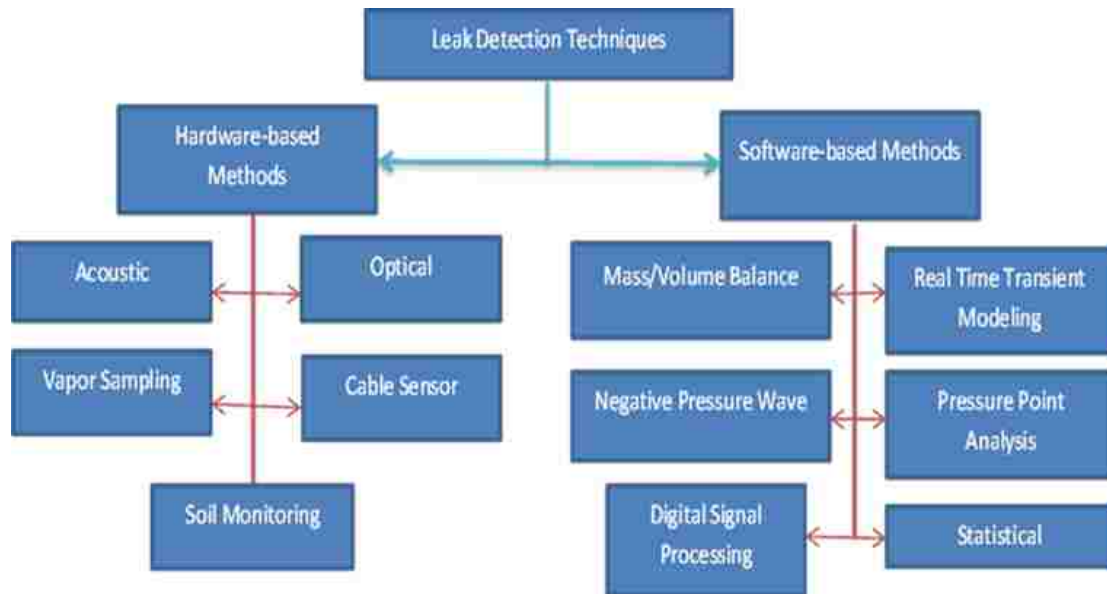 Leak Detection Techniques
Hardware-based
Methods
Software-based Methods
Acoustic
Optical
Vapor Sampling
Cable Sensor
Soil Monitoring
Mass/Volume Balance
Real Time Transient
Modeling
Negative Pressure Wave
Pressure Point
Analysis
Digital Signal
Processing
Statistical